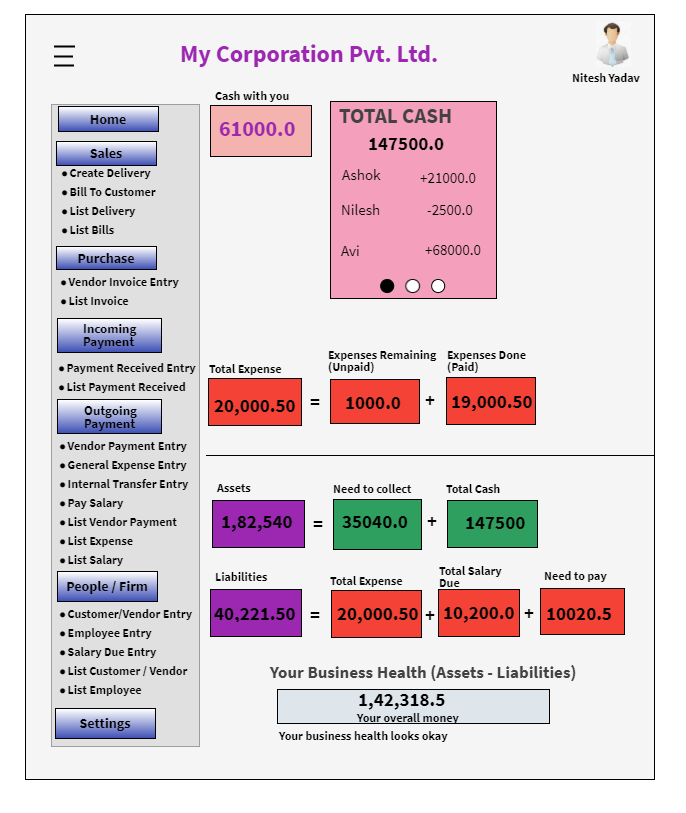 My Corporation Pvt. Ltd.
Nitesh Yadav
Home
Sales
Create Delivery
Bill To Customer
List Delivery
List Bills
Purchase
Vendor Invoice Entry
List Invoice
Incoming
Payment
Payment Received Entry
List Payment Received
Outgoing
Payment
Vendor Payment Entry
General Expense Entry
Internal Transfer Entry
Pay Salary
List Vendor Payment
List Expense
List Salary
People / Firm
Customer/Vendor Entry
Employee Entry
Salary Due Entry
List Customer / Vendor
List Employee
Settings
Cash with you
61000.0
TOTAL CASH
147500.0
Ashok +21000.0
Nilesh -2500.0
Avi +68000.0
Total Expense
20,000.50
=
Expenses Remaining
(Unpaid)
1000.0
+
Expenses Done
(Paid)
19,000.50
Assets
1,82,540
=
Need to collect
35040.0
+
Total Cash
147500
Liabilities
40,221.50
=
Total Expense
20,000.50
+
Total Salary
Due
10,200.0
+
Need to pay
10020.5
Your Business Health (Assets - Liabilities)
1,42,318.5
Your overall money
Your business health looks okay